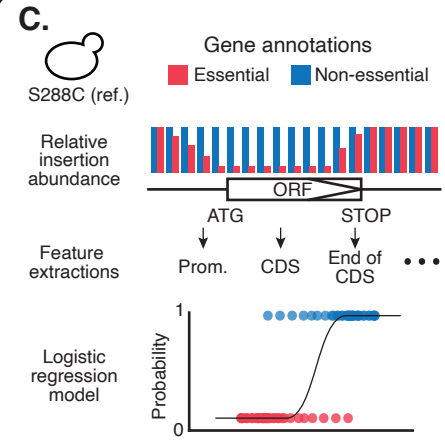 C.
Gene annotations
Essential
Non-essential
S288C (ref.)
Relative
insertion
abundance
ORF
ATG
STOP
Feature
extractions
Prom.
CDS
End of
CDS
Logistic
regression
model
Probability
1
0